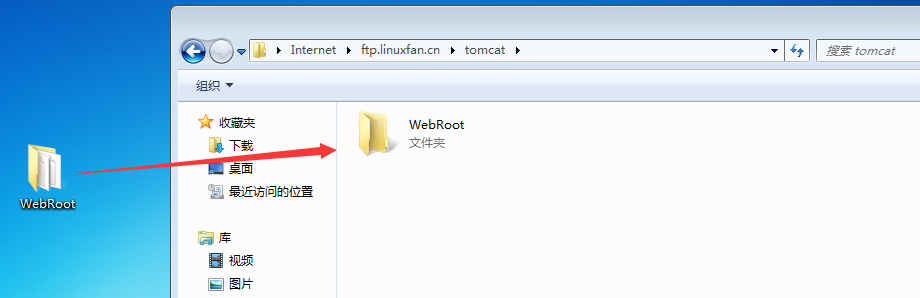 Internet ▸ ftp.linuxfan.cn ▸ tomcat ▸
搜索 tomcat
组织
收藏夹
下载
桌面
最近访问的位置
库
视频
图片
WebRoot
文件夹
WebRoot